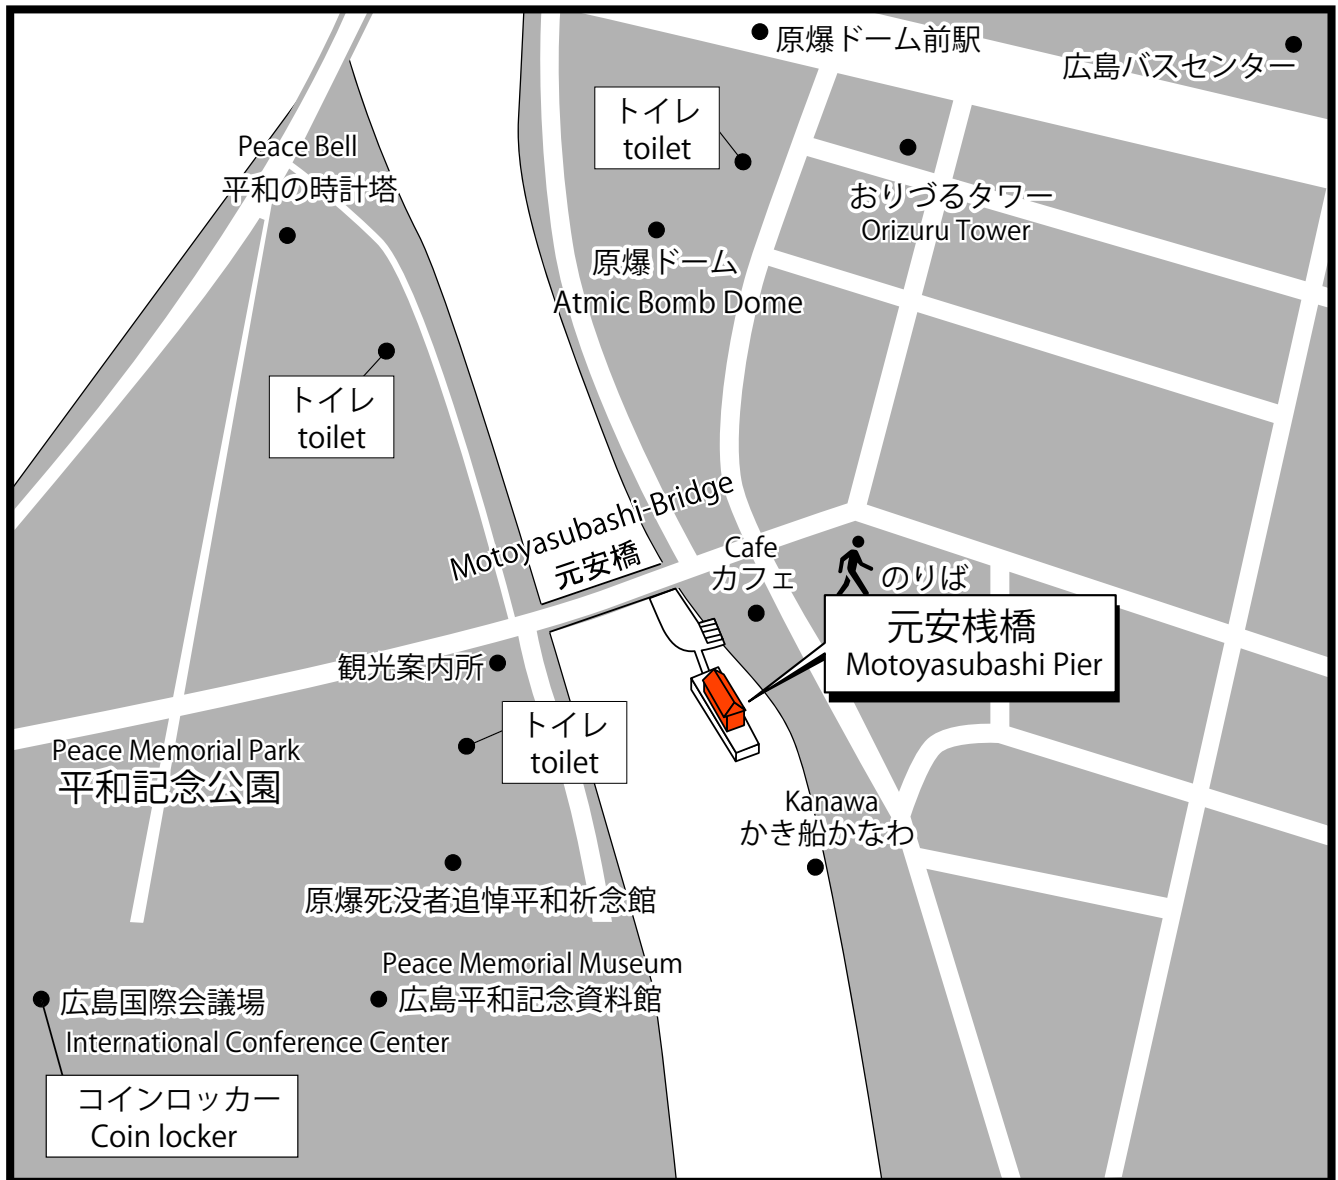 原爆ドーム前駅
広島バスセンター
トイレ
toilet
Peace Bell
平和の時計塔
おりづるタワー
Orizuru Tower
原爆ドーム
Atmic Bomb Dome
トイレ
toilet
Motoyasubashi-Bridge
元安橋
Cafe
カフェ
のりば
元安桟橋
Motoyasubashi Pier
観光案内所
トイレ
toilet
Peace Memorial Park
平和記念公園
Kanawa
かき船かなわ
原爆死没者追悼平和祈念館
Peace Memorial Museum
広島平和記念資料館
広島国際会議場
International Conference Center
コインロッカー
Coin locker